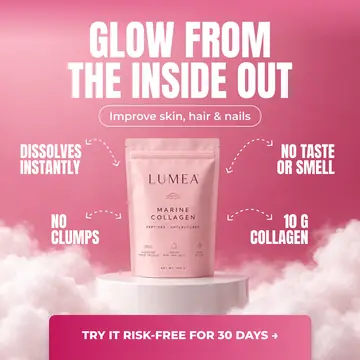 GLOW FROM
THE INSIDE OUT
Improve skin, hair & nails
DISSOLVES
INSTANTLY
NO TASTE
OR SMELL
LUMEA
MARINE
COLLAGEN
NO
CLUMPS
10 G
COLLAGEN
TRY IT RISK-FREE FOR 30 DAYS →